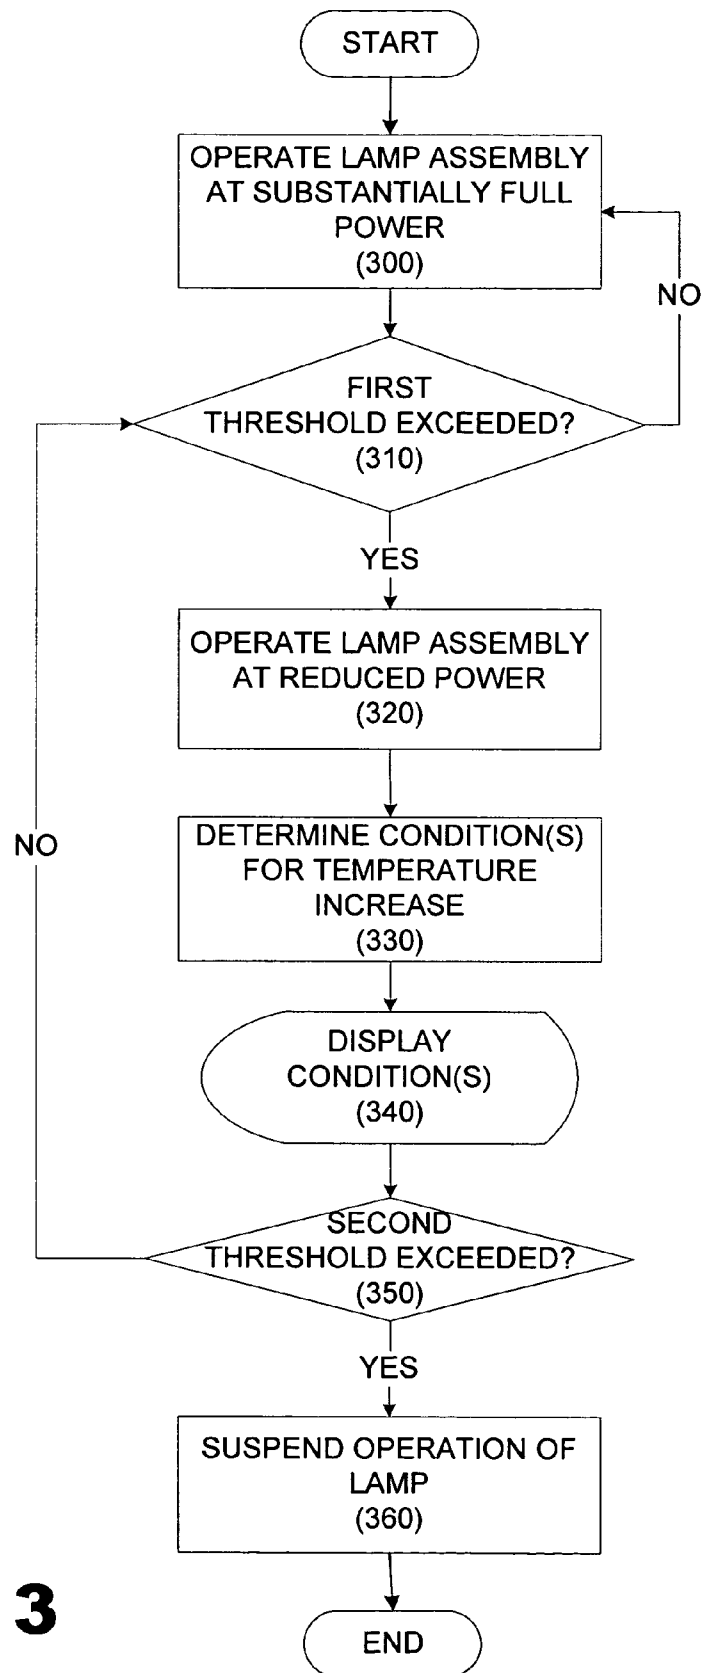 START
OPERATE LAMP ASSEMBLY
AT SUBSTANTIALLY FULL
POWER
(300)
NO
FIRST
THRESHOLD EXCEEDED?
(310)
YES
OPERATE LAMP ASSEMBLY
AT REDUCED POWER
(320)
NO
DETERMINE CONDITION(S)
FOR TEMPERATURE
INCREASE
(330)
DISPLAY
CONDITION(S)
(340)
SECOND
THRESHOLD EXCEEDED?
(350)
YES
SUSPEND OPERATION OF
LAMP
(360)
3
END